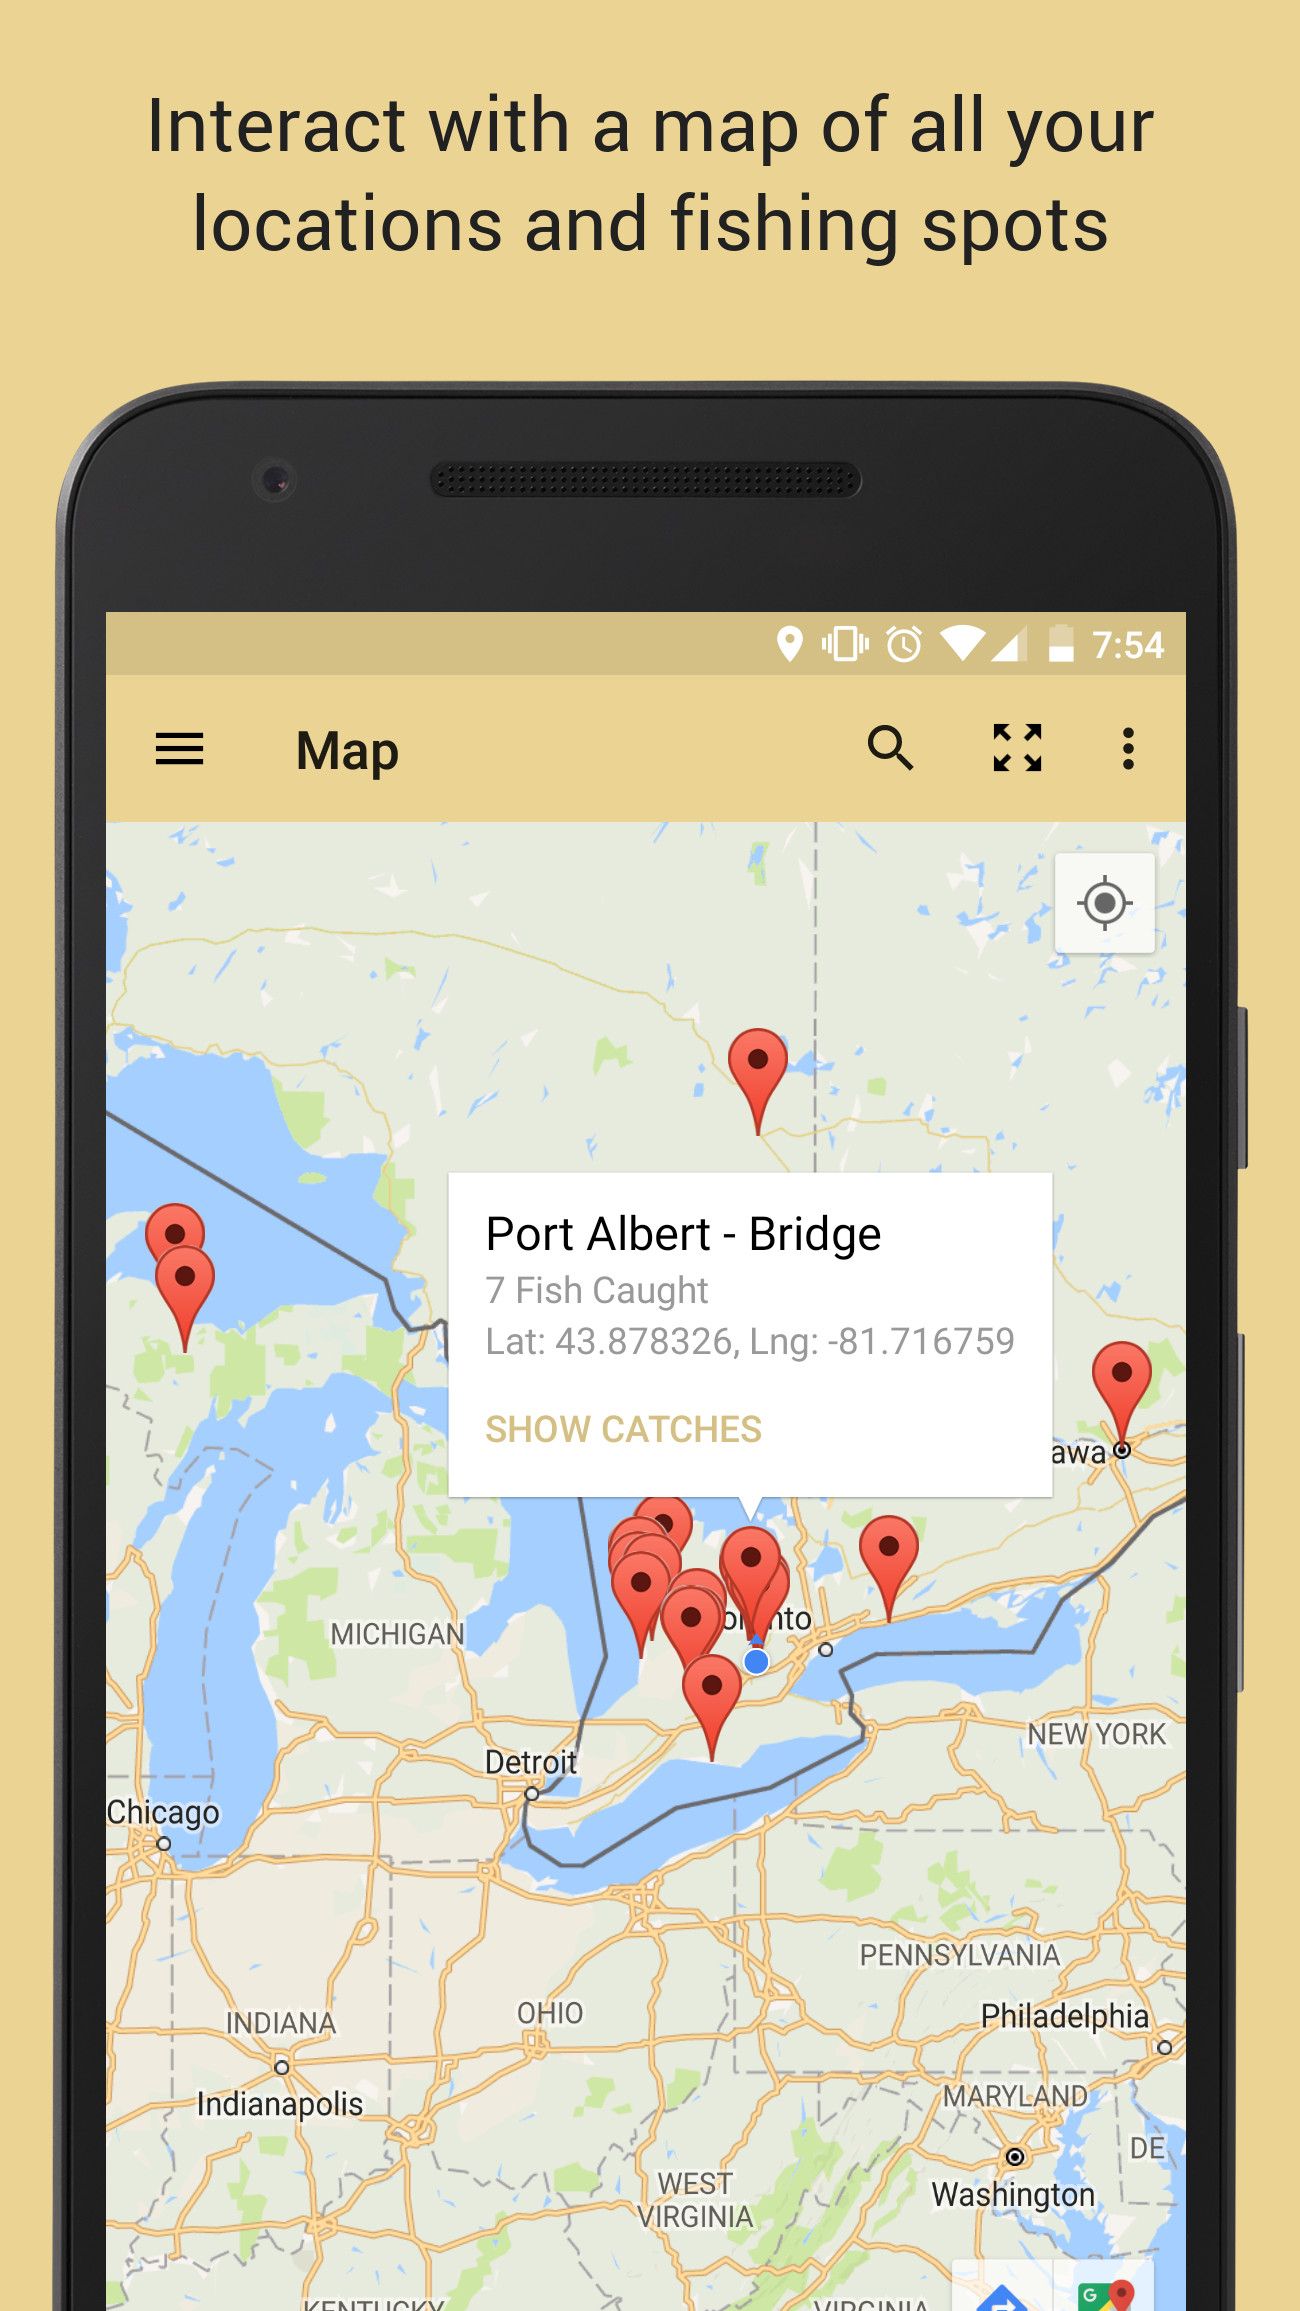 Interact with a map of all your
locations and fishing spots
7:54
Map
Port Albert - Bridge
7 Fish Caught
Lat: 43.878326, Lng: -81.716759
SHOW CATCHES
awa
MICHIGAN
NEW YORK
Detroit
Chicago
PENNSYLVANIA
OHIO
Philadelphia
INDIANA
Indianapolis
MARYLAND
DE
WEST
VIRGINIA
Washington
KENTUCKY
VIRGINIA
G